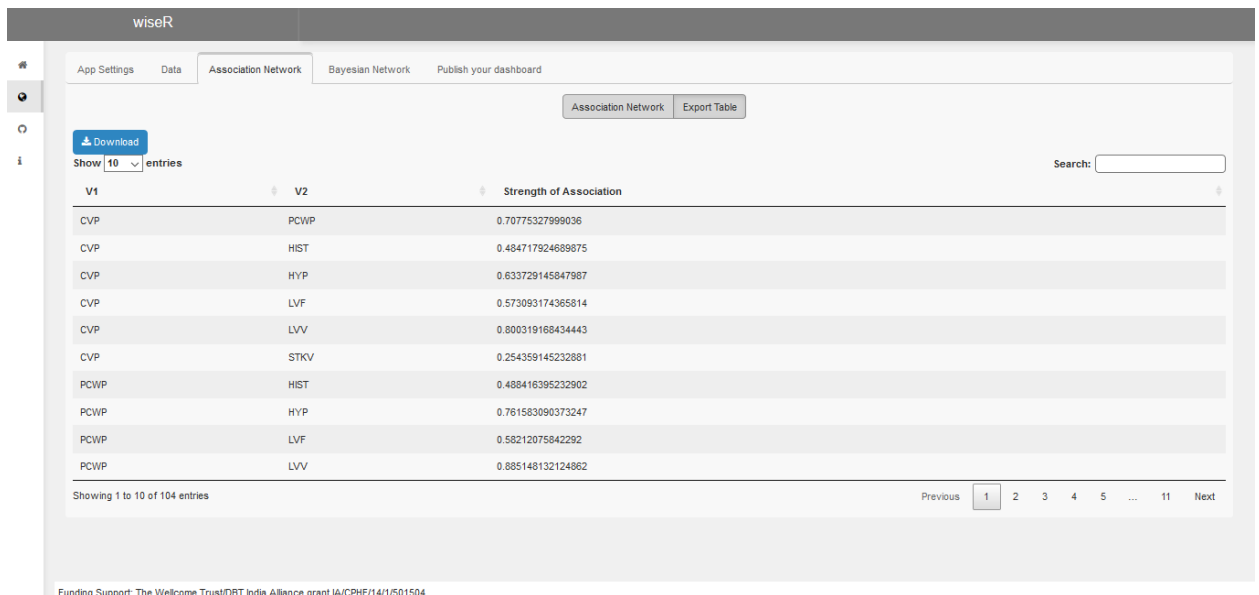 wiseR
App Settings Data Association Network Bayesian Network Publish your dashboard
Association Network Export Table
Download
Show 10 entries Search:
V1 V2 Strength of Association
CVP PCWP 0.70775327999036
CVP HIST 0.484717924689875
CVP HYP 0.633729145847987
CVP LVF 0.573093174365814
CVP LVV 0.800319168434443
CVP STKV 0.254359145232881
PCWP HIST 0.488416395232902
PCWP HYP 0.761583090373247
PCWP LVF 0.58212075842292
PCWP LVV 0.885148132124862
Showing 1 to 10 of 104 entries Previous 1 2 3 4 5 ... 11 Next
Funding Support: The Wellcome Trust/DBT India Alliance grant IA/CPHE/14/1/501504